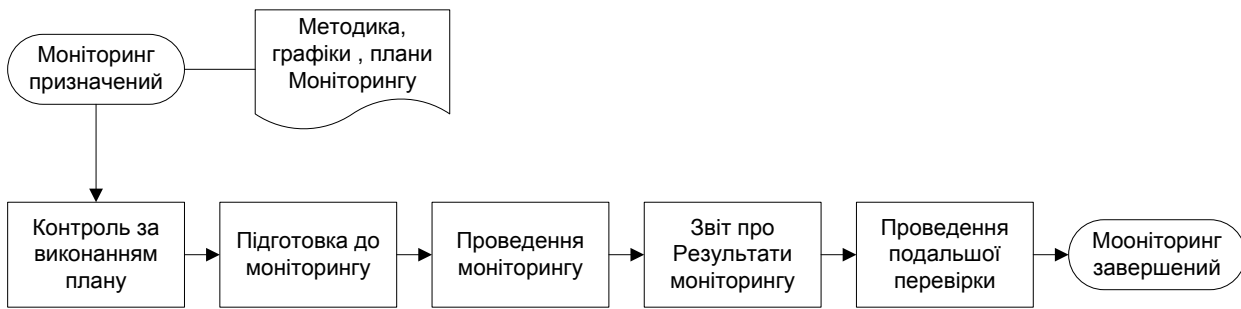 Моніторинг
призначений
Методика,
графіки , плани
Моніторингу
Контроль за
виконанням
плану
Підготовка до
моніторингу
Проведення
моніторингу
Звіт про
Результати
моніторингу
Проведення
подальшої
перевірки
Мооніторинг
завершений